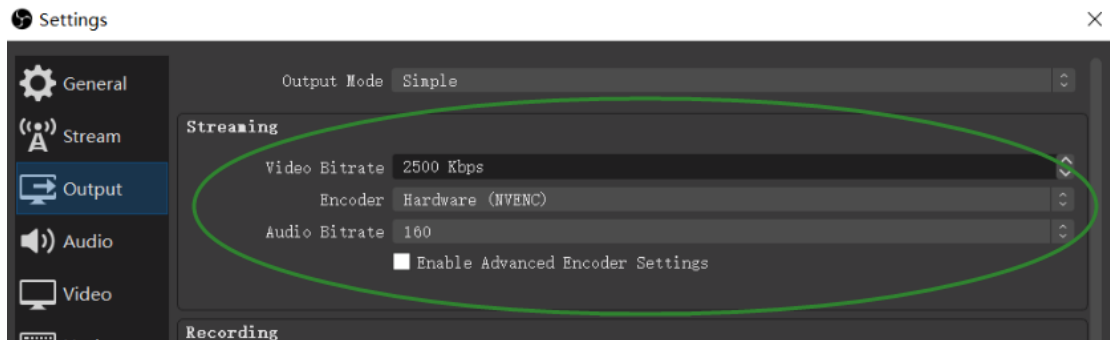 Settings
General
Stream
Output
Audio
Video
Output Mode Simple
Streaming
Video Bitrate 2500 Kbps
Encoder Hardware (NVENC)
Audio Bitrate 160
Enable Advanced Encoder Settings
Recording